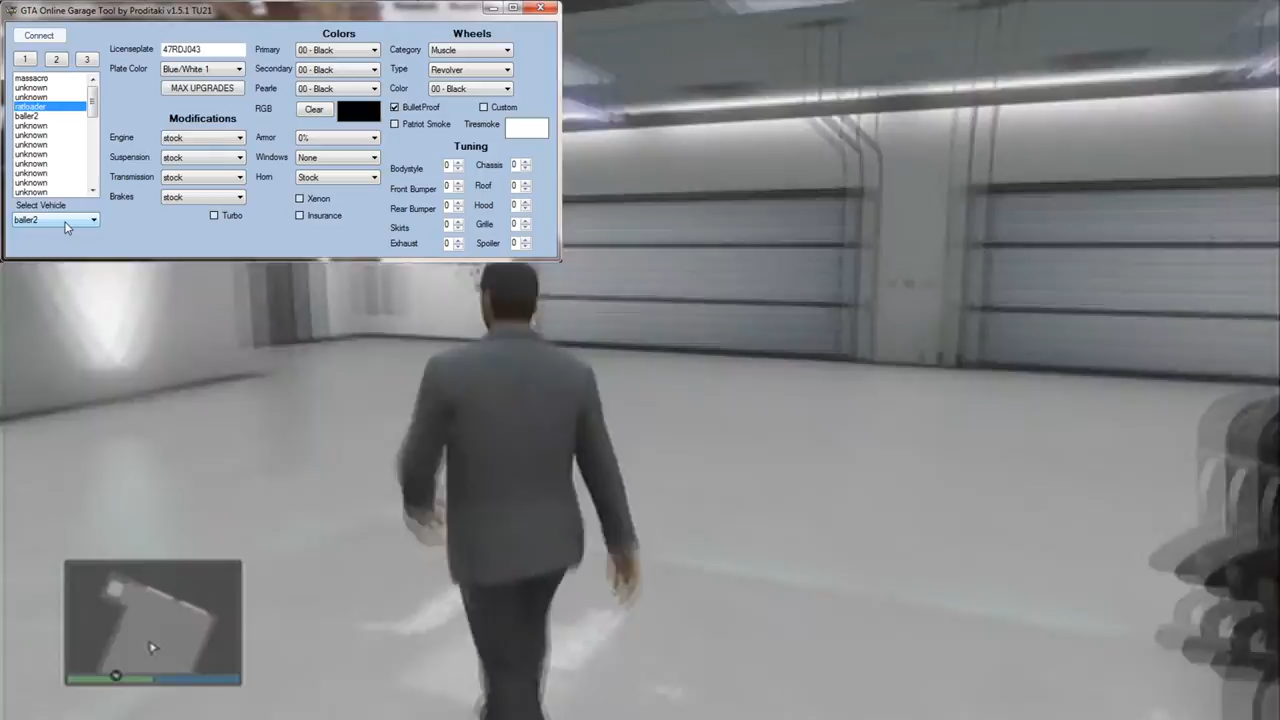 GTA Online Garage Tool by Proditaki v1.5.1 TU21
Connect
1 2 3
massacro
unknown
unknown
ratloader
baller2
unknown
unknown
unknown
unknown
unknown
unknown
unknown
unknown
Select Vehicle
baller2
Licenseplate 47RDJ043
Plate Color Blue/White 1
MAX UPGRADES
Modifications
Engine stock
Suspension stock
Transmission stock
Brakes stock
Turbo
Colors
Primary 00 - Black
Secondary 00 - Black
Pearle 00 - Black
RGB Clear
Armor 0%
Windows None
Horn Stock
Xenon
Insurance
Wheels
Category Muscle
Type Revolver
Color 00 - Black
BulletProof Custom
Patriot Smoke Tiresmoke
Tuning
Bodystyle 0 Chassis 0
Front Bumper 0 Roof 0
Rear Bumper 0 Hood 0
Skirts 0 Grille 0
Exhaust 0 Spoiler 0